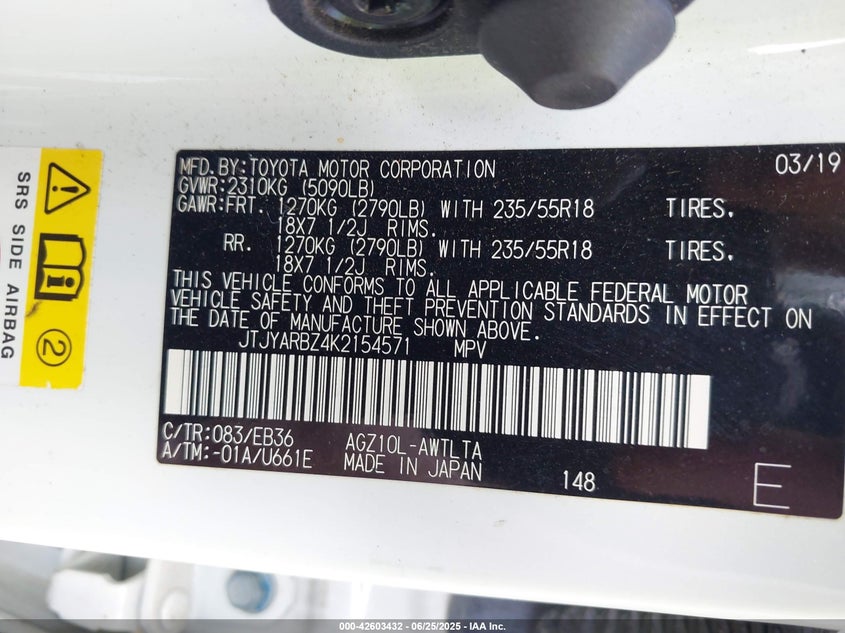 MFD.BY:TOYOTA MOTOR CORPORATION 03/19
GVWR:2310KG (5090LB)
GAWR:FRT. 1270KG (2790LB) WITH 235/55R18 TIRES.
18X7 1/2J RIMS.
RR. 1270KG (2790LB) WITH 235/55R18 TIRES.
18X7 1/2J RIMS.
THIS VEHICLE CONFORMS TO ALL APPLICABLE FEDERAL MOTOR
VEHICLE SAFETY AND THEFT PREVENTION STANDARDS IN EFFECT ON
THE DATE OF MANUFACTURE SHOWN ABOVE.
JTJYARBZ4K2154571 MPV
C/TR:083/EB36 AGZ10L-AWTLTA
A/TM:-01A/U661E MADE IN JAPAN 148 E
SRS SIDE AIRBAG
2
000-42603432 - 06/25/2025 - IAA Inc.